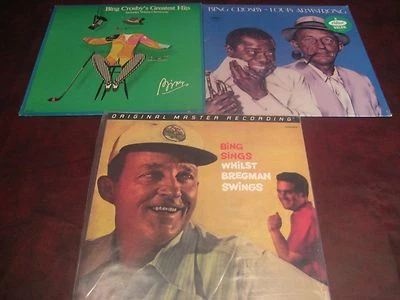 Bing Crosby's Greatest Hits
Bing
BING CROSBY - LOUIS ARMSTRONG
ORIGINAL MASTER RECORDING
BiNG
SiNGS
WHiLST
BREGMAN
SWiNGS